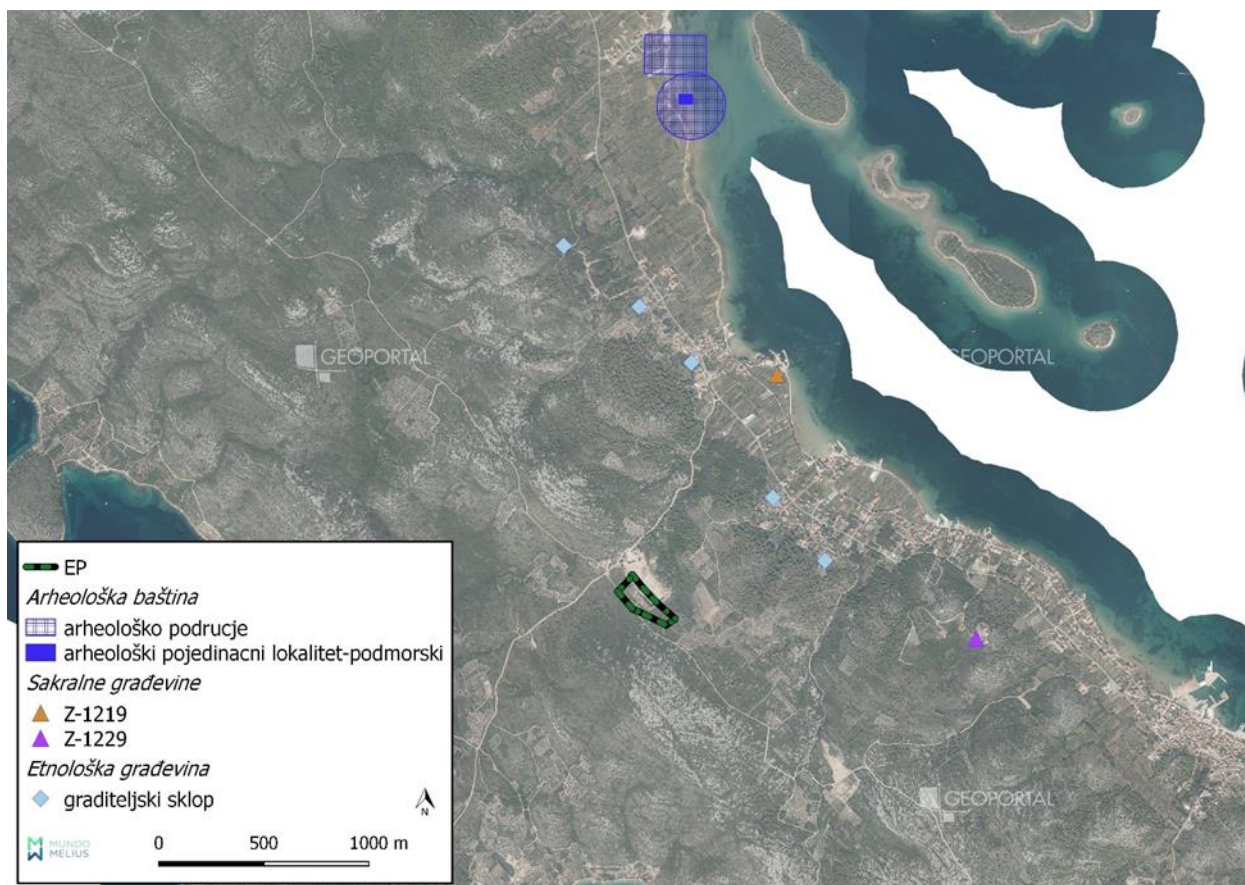 GEOPORTAL
GEOPORTAL
EP
Arheološka baština
arheološko podrucje
arheološki pojedinacni lokalitet-podmorski
Sakralne građevine
Z-1219
Z-1229
Etnološka građevina
graditeljski sklop
N
MUNDO
MELIUS
0 500 1000 m
GEOPORTAL